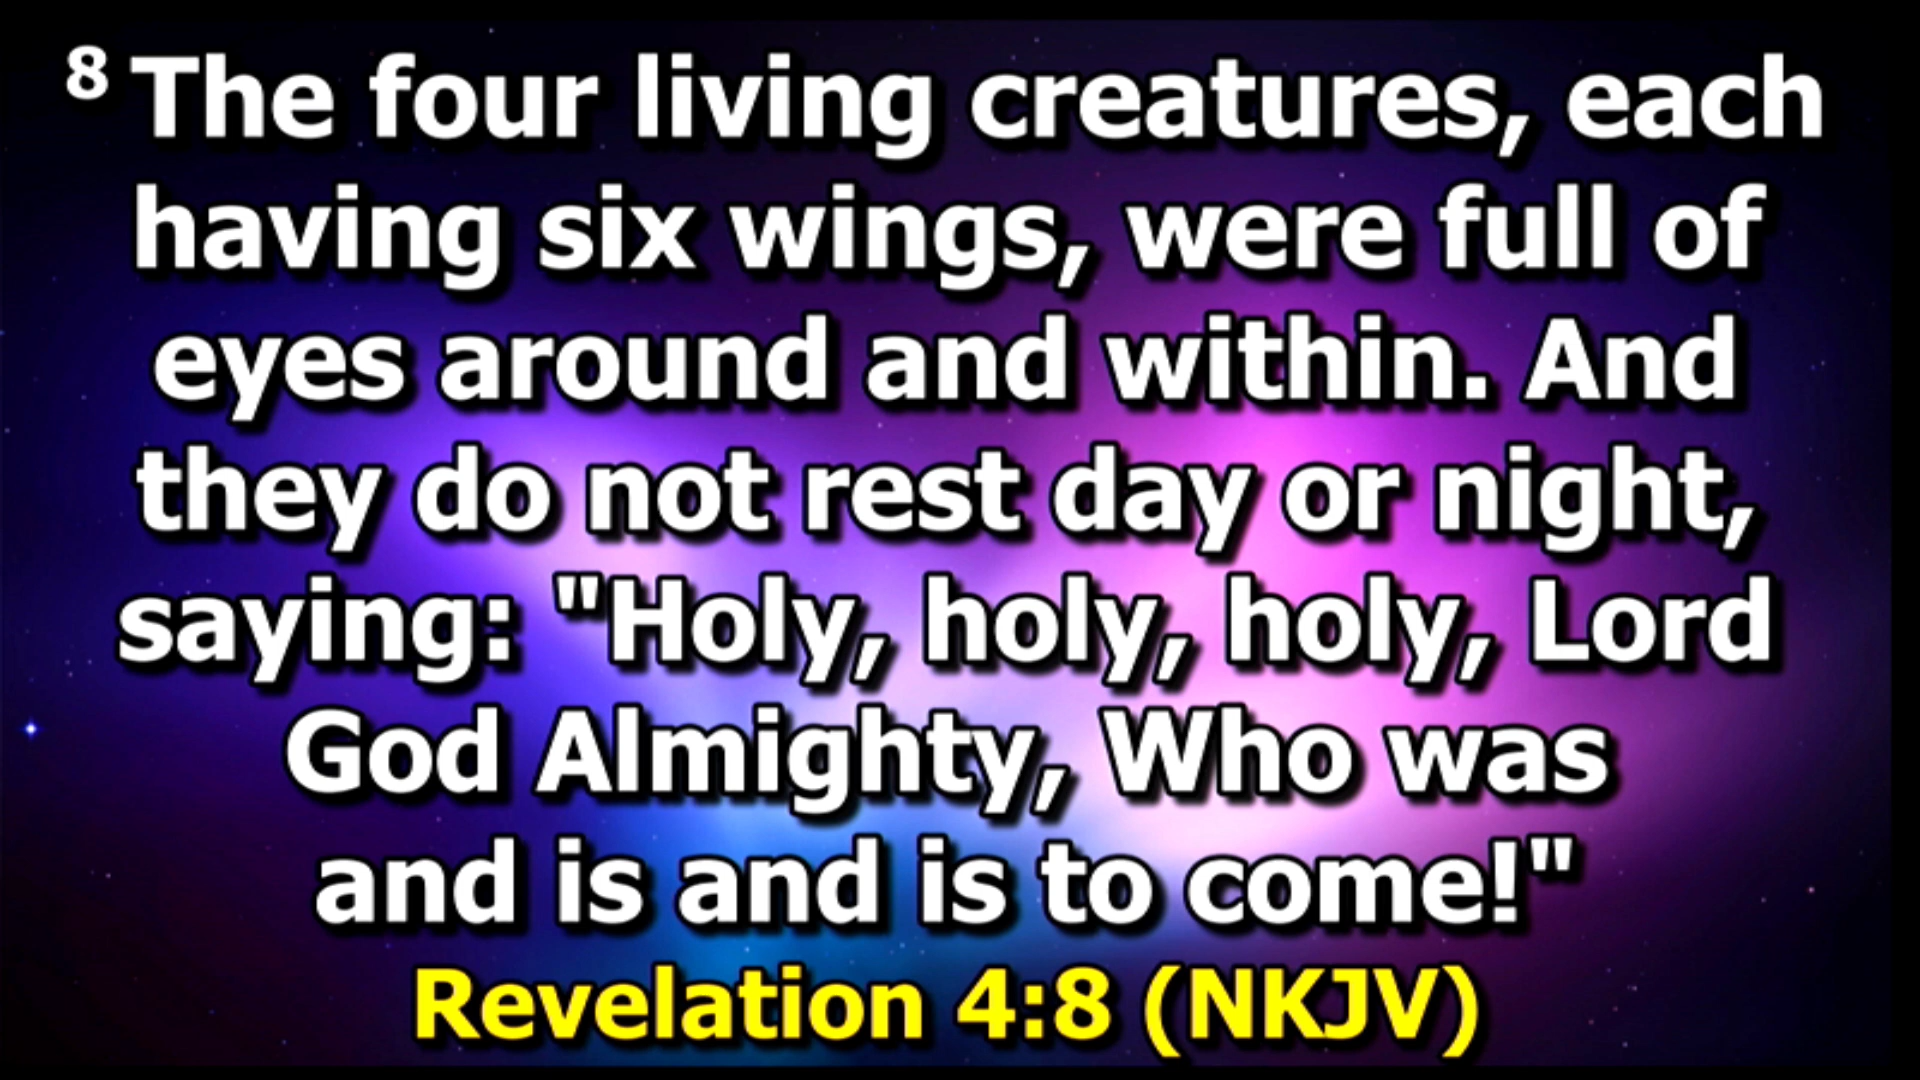 8 The four living creatures, each
having six wings, were full of
eyes around and within. And
they do not rest day or night,
saying: "Holy, holy, holy, Lord
God Almighty, Who was
and is and is to come!"
Revelation 4:8 (NKJV)